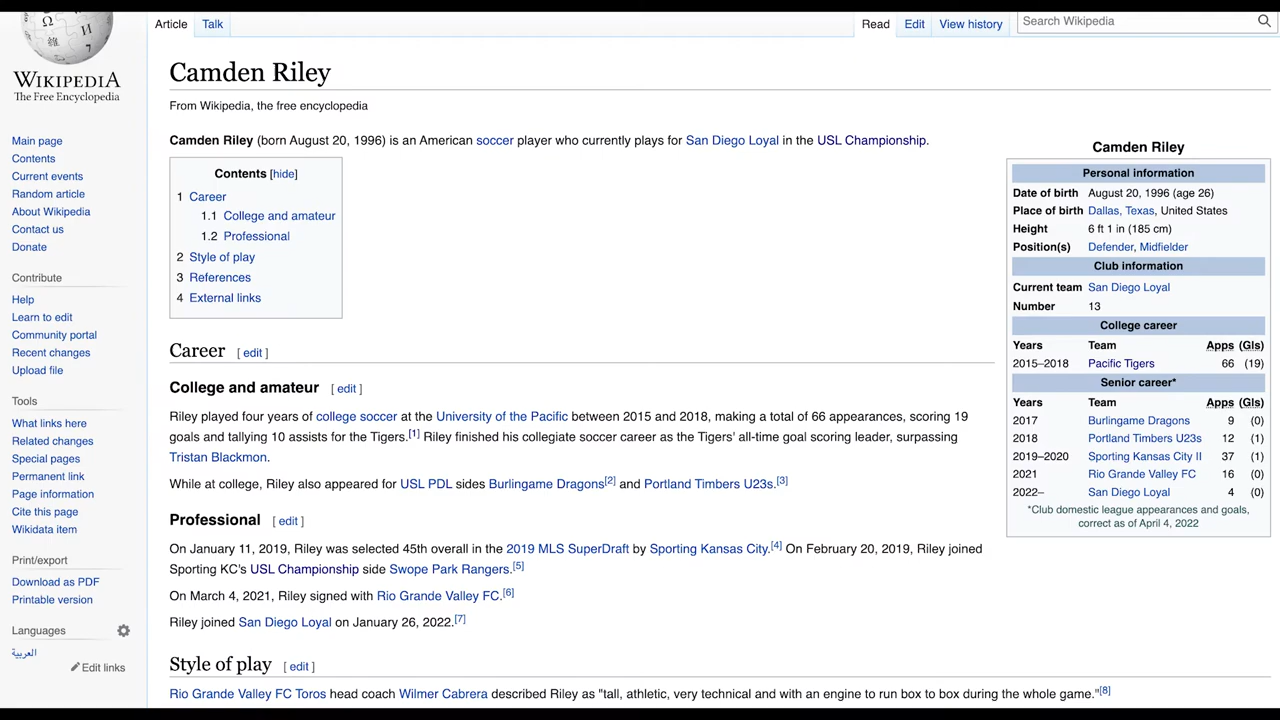 Article
Talk
Read
Edit
View history
Search Wikipedia
Ω
И
維
7
WIKIPEDIA
The Free Encyclopedia
Main page
Contents
Current events
Random article
About Wikipedia
Contact us
Donate
Contribute
Help
Learn to edit
Community portal
Recent changes
Upload file
Tools
What links here
Related changes
Special pages
Permanent link
Page information
Cite this page
Wikidata item
Print/export
Download as PDF
Printable version
Languages
العربية
Edit links
Camden Riley
From Wikipedia, the free encyclopedia
Camden Riley (born August 20, 1996) is an American soccer player who currently plays for San Diego Loyal in the USL Championship.
Contents [hide]
1 Career
1.1 College and amateur
1.2 Professional
2 Style of play
3 References
4 External links
Career [ edit ]
College and amateur [ edit ]
Riley played four years of college soccer at the University of the Pacific between 2015 and 2018, making a total of 66 appearances, scoring 19
goals and tallying 10 assists for the Tigers.[1] Riley finished his collegiate soccer career as the Tigers' all-time goal scoring leader, surpassing
Tristan Blackmon.
While at college, Riley also appeared for USL PDL sides Burlingame Dragons[2] and Portland Timbers U23s.[3]
Professional [ edit ]
On January 11, 2019, Riley was selected 45th overall in the 2019 MLS SuperDraft by Sporting Kansas City.[4] On February 20, 2019, Riley joined
Sporting KC's USL Championship side Swope Park Rangers.[5]
On March 4, 2021, Riley signed with Rio Grande Valley FC.[6]
Riley joined San Diego Loyal on January 26, 2022.[7]
Style of play [ edit ]
Rio Grande Valley FC Toros head coach Wilmer Cabrera described Riley as "tall, athletic, very technical and with an engine to run box to box during the whole game."[8]
Camden Riley
Personal information
Date of birth August 20, 1996 (age 26)
Place of birth Dallas, Texas, United States
Height 6 ft 1 in (185 cm)
Position(s) Defender, Midfielder
Club information
Current team San Diego Loyal
Number 13
College career
Years Team Apps (Gls)
2015–2018 Pacific Tigers 66 (19)
Senior career*
Years Team Apps (Gls)
2017 Burlingame Dragons 9 (0)
2018 Portland Timbers U23s 12 (1)
2019–2020 Sporting Kansas City II 37 (1)
2021 Rio Grande Valley FC 16 (0)
2022– San Diego Loyal 4 (0)
*Club domestic league appearances and goals,
correct as of April 4, 2022